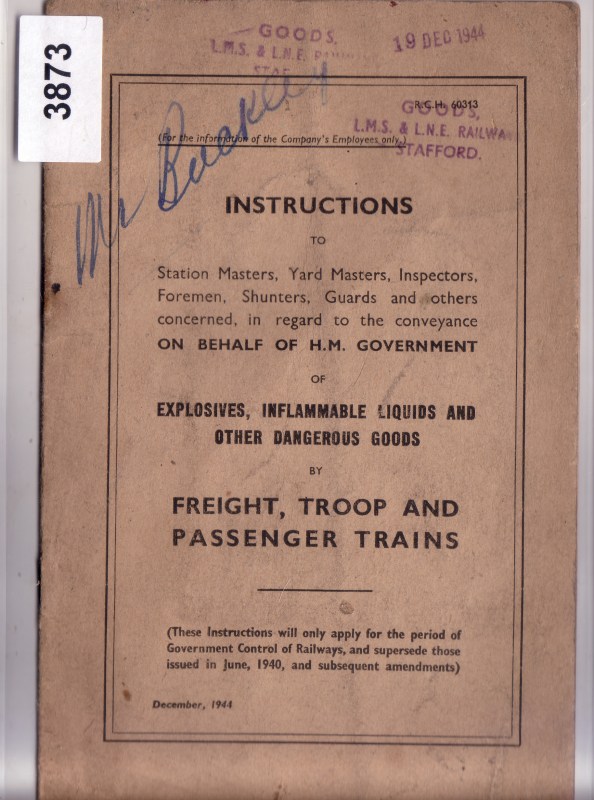 3873
GOODS,
L.M.S. & L.N.E.
19 DEC 1944
R.C.H. 60313
GOODS,
L.M.S. & L.N.E. RAILWA
STAFFORD.
(For the information of the Company's Employees only.)
Mr Buckley
INSTRUCTIONS
TO
Station Masters, Yard Masters, Inspectors,
Foremen, Shunters, Guards and others
concerned, in regard to the conveyance
ON BEHALF OF H.M. GOVERNMENT
OF
EXPLOSIVES, INFLAMMABLE LIQUIDS AND
OTHER DANGEROUS GOODS
BY
FREIGHT, TROOP AND
PASSENGER TRAINS
(These Instructions will only apply for the period of
Government Control of Railways, and supersede those
issued in June, 1940, and subsequent amendments)
December, 1944